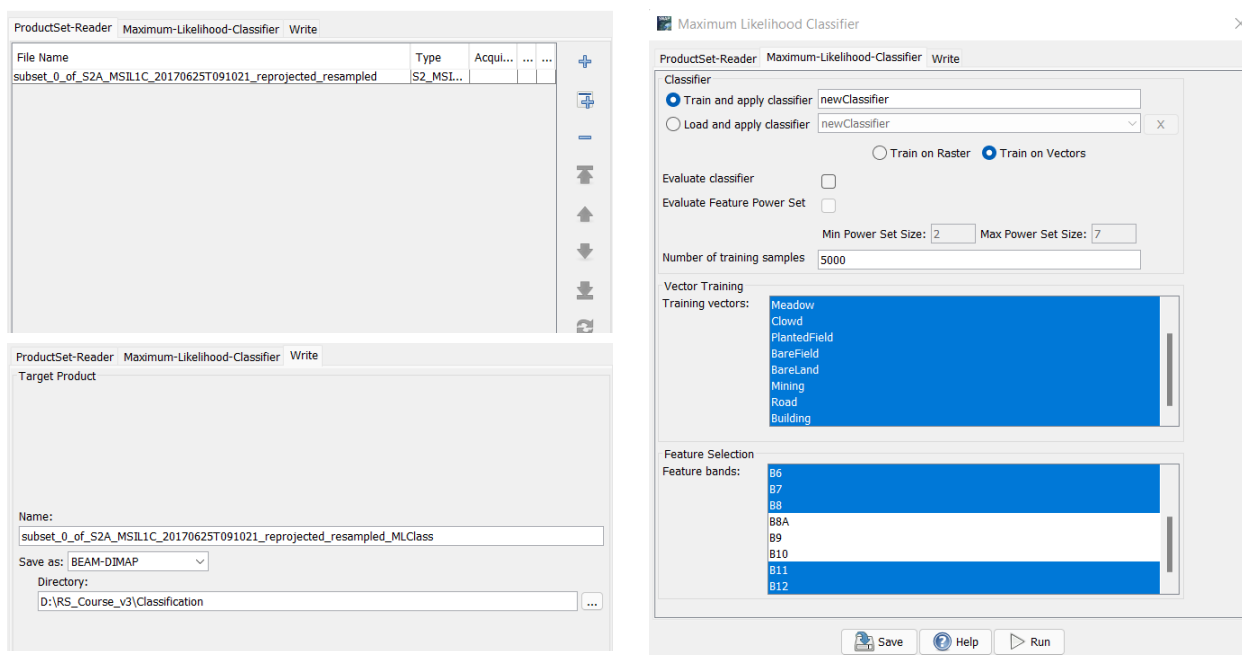 ProductSet-Reader Maximum-Likelihood-Classifier Write
File Name Type Acqui... ... ...
subset_0_of_S2A_MSIL1C_20170625T091021_reprojected_resampled S2_MSI...
ProductSet-Reader Maximum-Likelihood-Classifier Write
Target Product
Name:
subset_0_of_S2A_MSIL1C_20170625T091021_reprojected_resampled_MLClass
Save as: BEAM-DIMAP
Directory:
D:\RS_Course_v3\Classification ...
Maximum Likelihood Classifier
ProductSet-Reader Maximum-Likelihood-Classifier Write
Classifier
Train and apply classifier newClassifier
Load and apply classifier newClassifier X
Train on Raster Train on Vectors
Evaluate classifier
Evaluate Feature Power Set
Min Power Set Size: 2 Max Power Set Size: 7
Number of training samples 5000
Vector Training
Training vectors: Meadow
Clowd
PlantedField
BareField
BareLand
Mining
Road
Building
Feature Selection
Feature bands: B6
B7
B8
B8A
B9
B10
B11
B12
Save Help Run